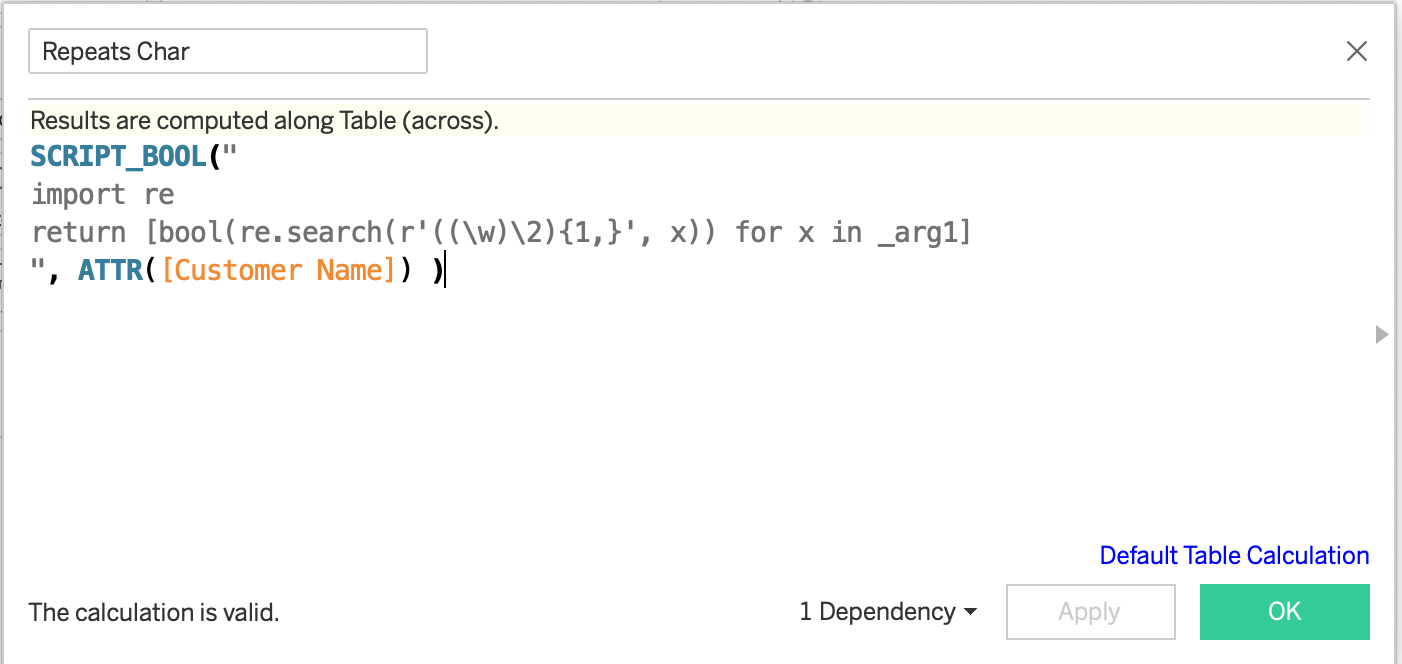 Repeats Char
Results are computed along Table (across).
SCRIPT_BOOL("
import re
return [bool(re.search(r'((\w)\2){1,}', x)) for x in _arg1]
", ATTR([Customer Name]) )
Default Table Calculation
The calculation is valid.
1 Dependency
Apply
OK